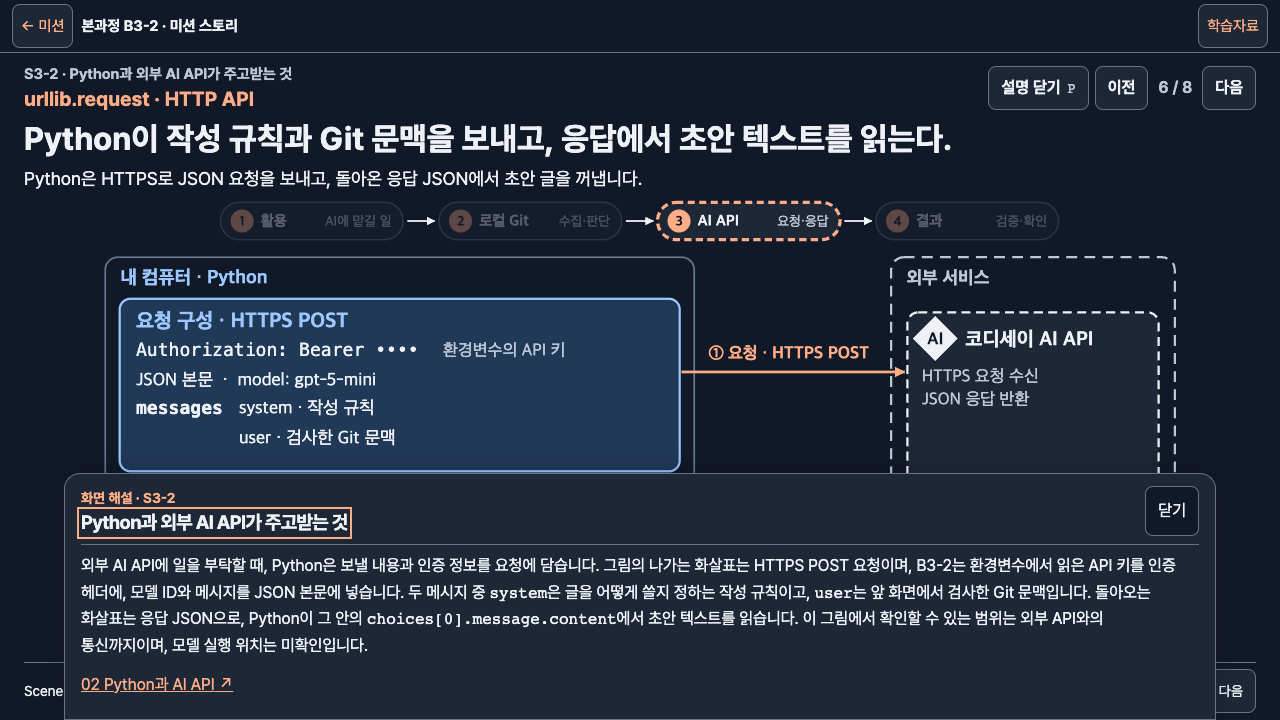 ← 미션
본과정 B3-2 · 미션 스토리
학습자료
S3-2 · Python과 외부 AI API가 주고받는 것
urllib.request · HTTP API
설명 닫기 P
이전
6 / 8
다음
Python이 작성 규칙과 Git 문맥을 보내고, 응답에서 초안 텍스트를 읽는다.
Python은 HTTPS로 JSON 요청을 보내고, 돌아온 응답 JSON에서 초안 글을 꺼냅니다.
1 활용 AI에 맡길 일
2 로컬 Git 수집·판단
3 AI API 요청·응답
4 결과 검증·확인
내 컴퓨터 · Python
요청 구성 · HTTPS POST
Authorization: Bearer •••• 환경변수의 API 키
JSON 본문 · model: gpt-5-mini
messages system · 작성 규칙
user · 검사한 Git 문맥
① 요청 · HTTPS POST
외부 서비스
AI 코디세이 AI API
HTTPS 요청 수신
JSON 응답 반환
화면 해설 · S3-2
Python과 외부 AI API가 주고받는 것
닫기
외부 AI API에 일을 부탁할 때, Python은 보낼 내용과 인증 정보를 요청에 담습니다. 그림의 나가는 화살표는 HTTPS POST 요청이며, B3-2는 환경변수에서 읽은 API 키를 인증
헤더에, 모델 ID와 메시지를 JSON 본문에 넣습니다. 두 메시지 중 system은 글을 어떻게 쓸지 정하는 작성 규칙이고, user는 앞 화면에서 검사한 Git 문맥입니다. 돌아오는
화살표는 응답 JSON으로, Python이 그 안의 choices[0].message.content에서 초안 텍스트를 읽습니다. 이 그림에서 확인할 수 있는 범위는 외부 API와의
통신까지이며, 모델 실행 위치는 미확인입니다.
02 Python과 AI API ↗
Scene
다음